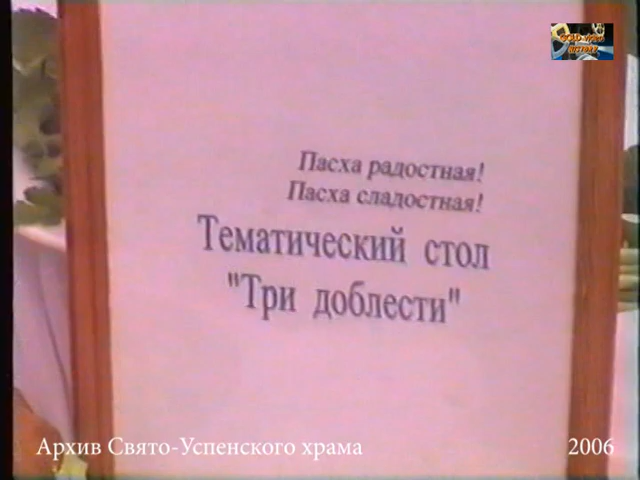 Пасха радостная!
Пасха сладостная!
Тематический стол
"Три доблести"
Архив Свято-Успенского храма
2006